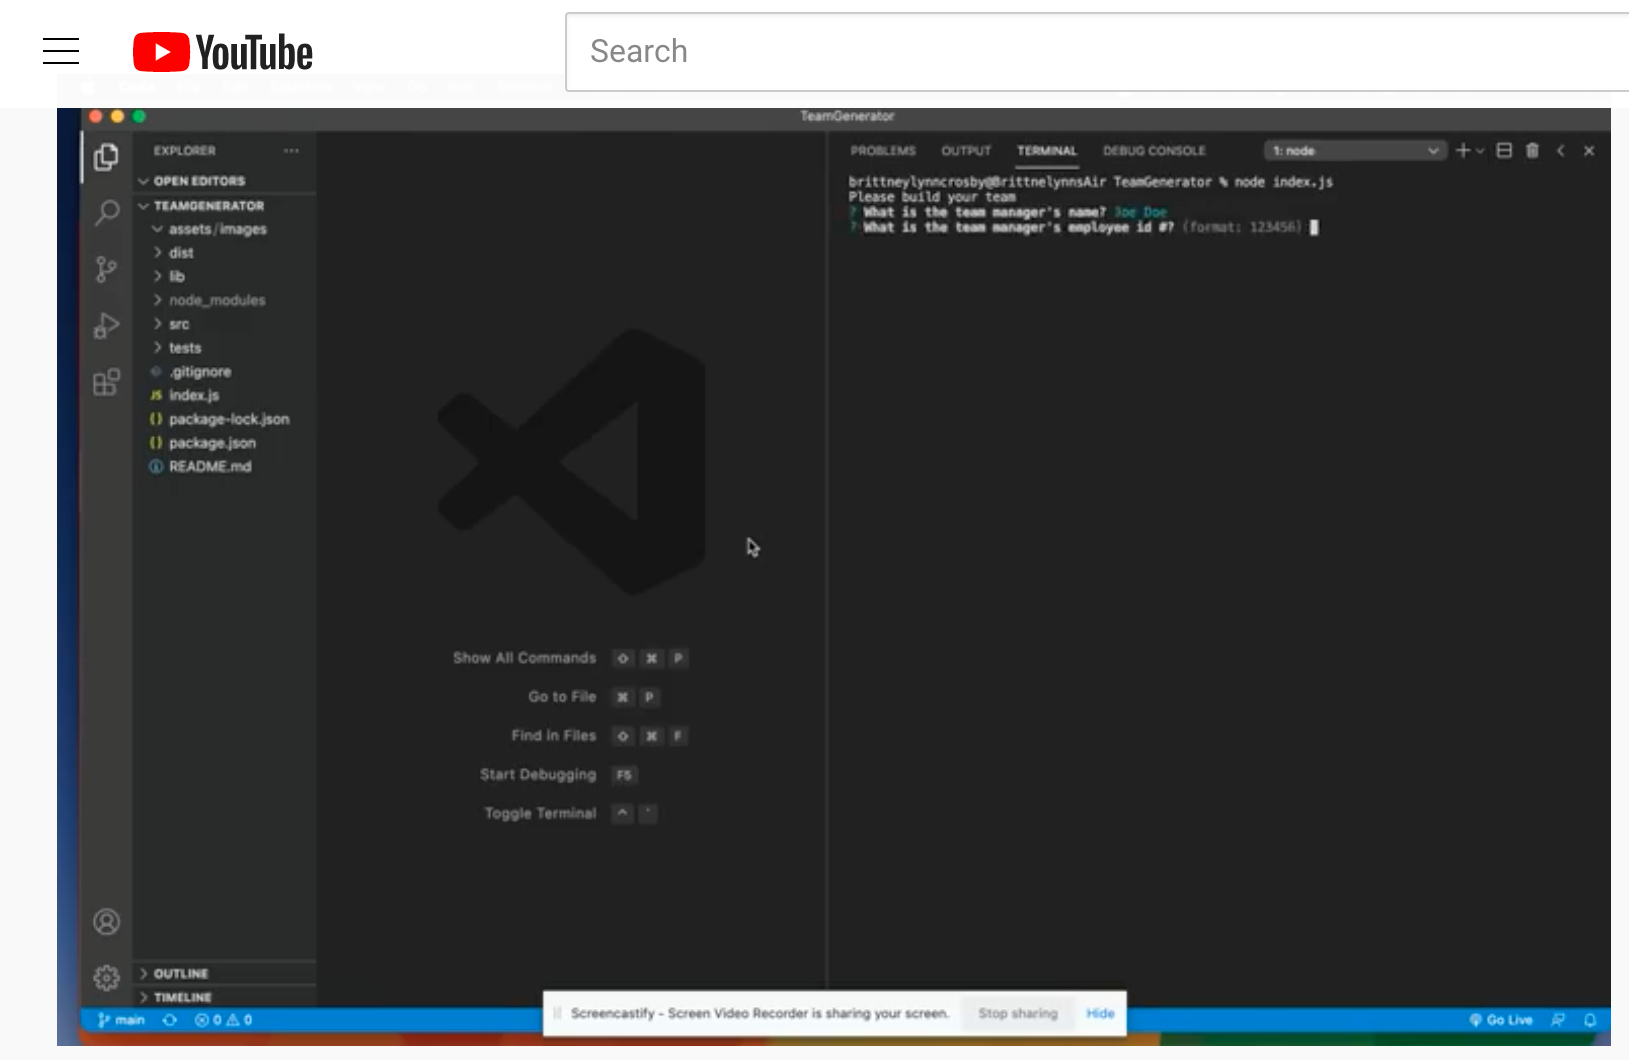 YouTube
Search
TeamGenerator
EXPLORER
OPEN EDITORS
TEAMGENERATOR
assets/images
dist
lib
node_modules
src
tests
.gitignore
JS index.js
{} package-lock.json
{} package.json
README.md
OUTLINE
TIMELINE
Show All Commands ⇧ ⌘ P
Go to File ⌘ P
Find in Files ⇧ ⌘ F
Start Debugging F5
Toggle Terminal ^ `
PROBLEMS OUTPUT TERMINAL DEBUG CONSOLE 1: node
brittneylynncrosby@BrittnelynnsAir TeamGenerator % node index.js
Please build your team
? What is the team manager's name? Joe Doe
? What is the team manager's employee id #? (format: 123456)
Screencastify - Screen Video Recorder is sharing your screen. Stop sharing Hide
main 0 0 Go Live